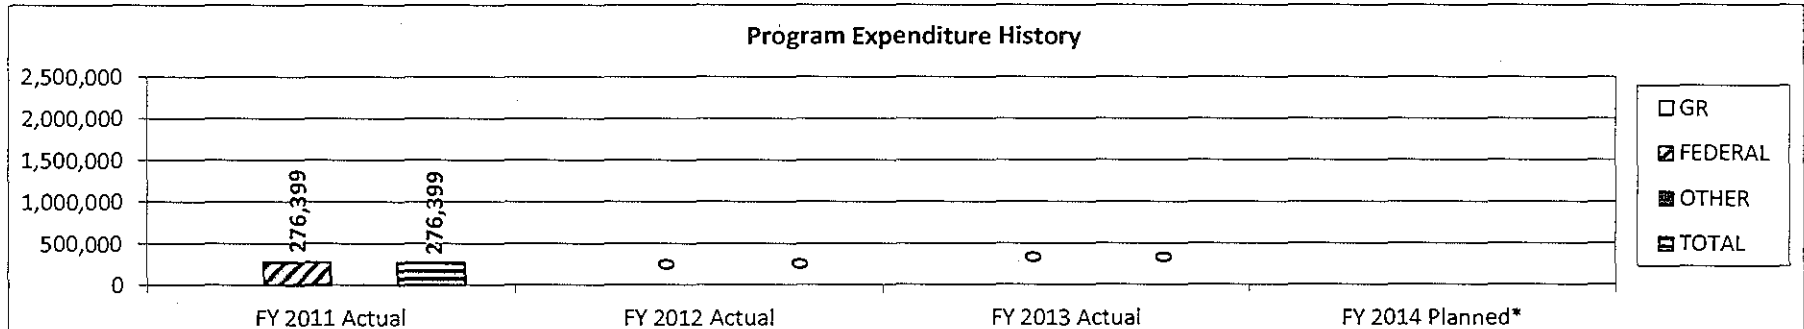 Program Expenditure History
2,500,000
2,000,000
1,500,000
1,000,000
500,000
0
276,399
276,399
0
0
0
0
FY 2011 Actual
FY 2012 Actual
FY 2013 Actual
FY 2014 Planned*
GR
FEDERAL
OTHER
TOTAL